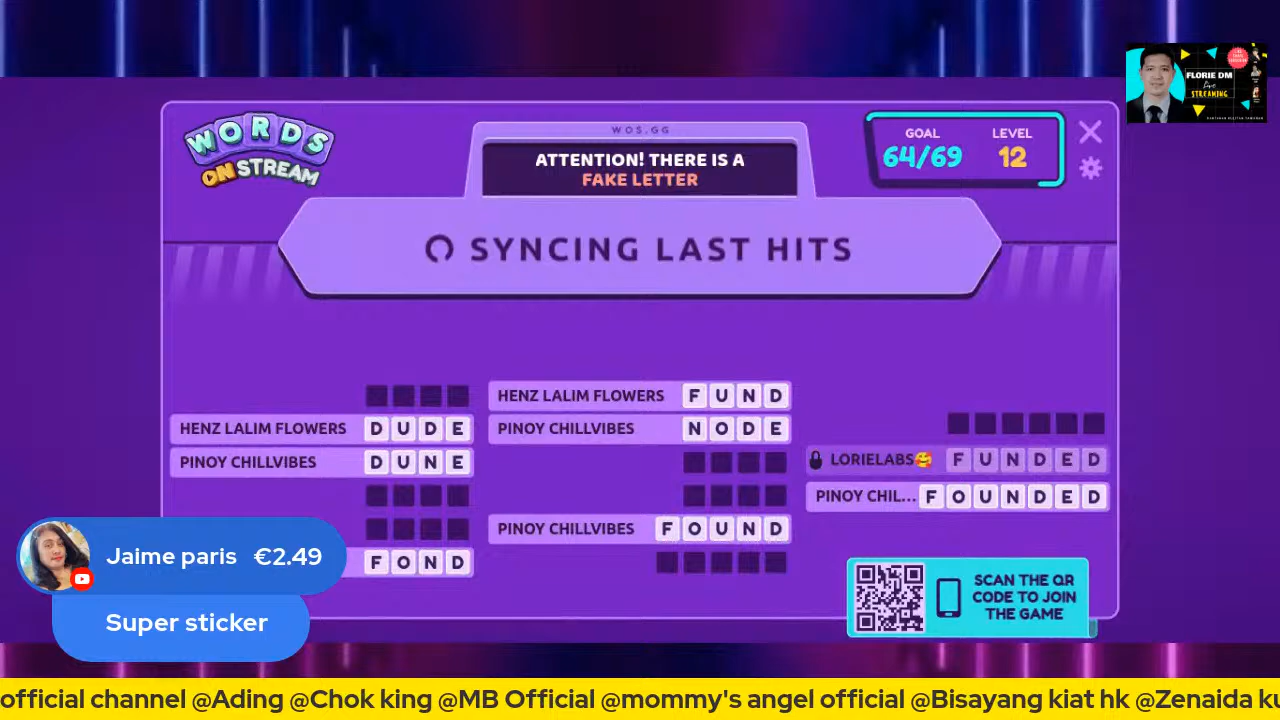 WOS.GG
WORDS
ON STREAM
ATTENTION! THERE IS A
FAKE LETTER
GOAL
64/69
LEVEL
12
FLORIE DM
Live
STREAMING
SYNCING LAST HITS
HENZ LALIM FLOWERS DUDE
PINOY CHILLVIBES DUNE
FOND
HENZ LALIM FLOWERS FUND
PINOY CHILLVIBES NODE
PINOY CHILLVIBES FOUND
LORIELABS🥰 FUNDED
PINOY CHIL... FOUNDED
Jaime paris €2.49
Super sticker
SCAN THE QR
CODE TO JOIN
THE GAME
official channel @Ading @Chok king @MB Official @mommy's angel official @Bisayang kiat hk @Zenaida ku